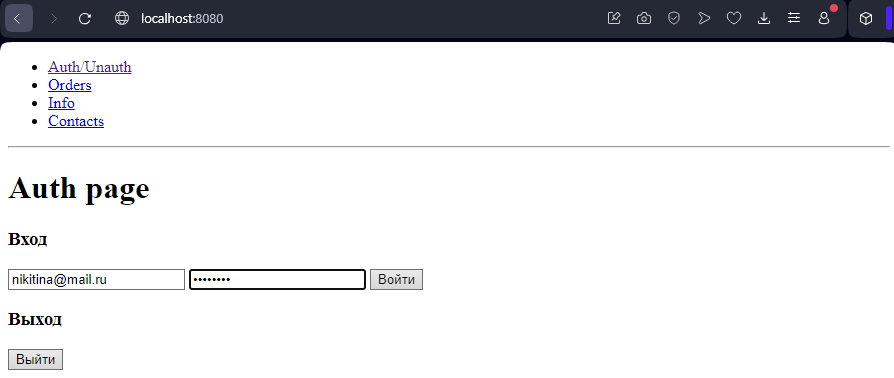 localhost:8080
Auth/Unauth
Orders
Info
Contacts
Auth page
Вход
nikitina@mail.ru •••••••• Войти
Выход
Выйти